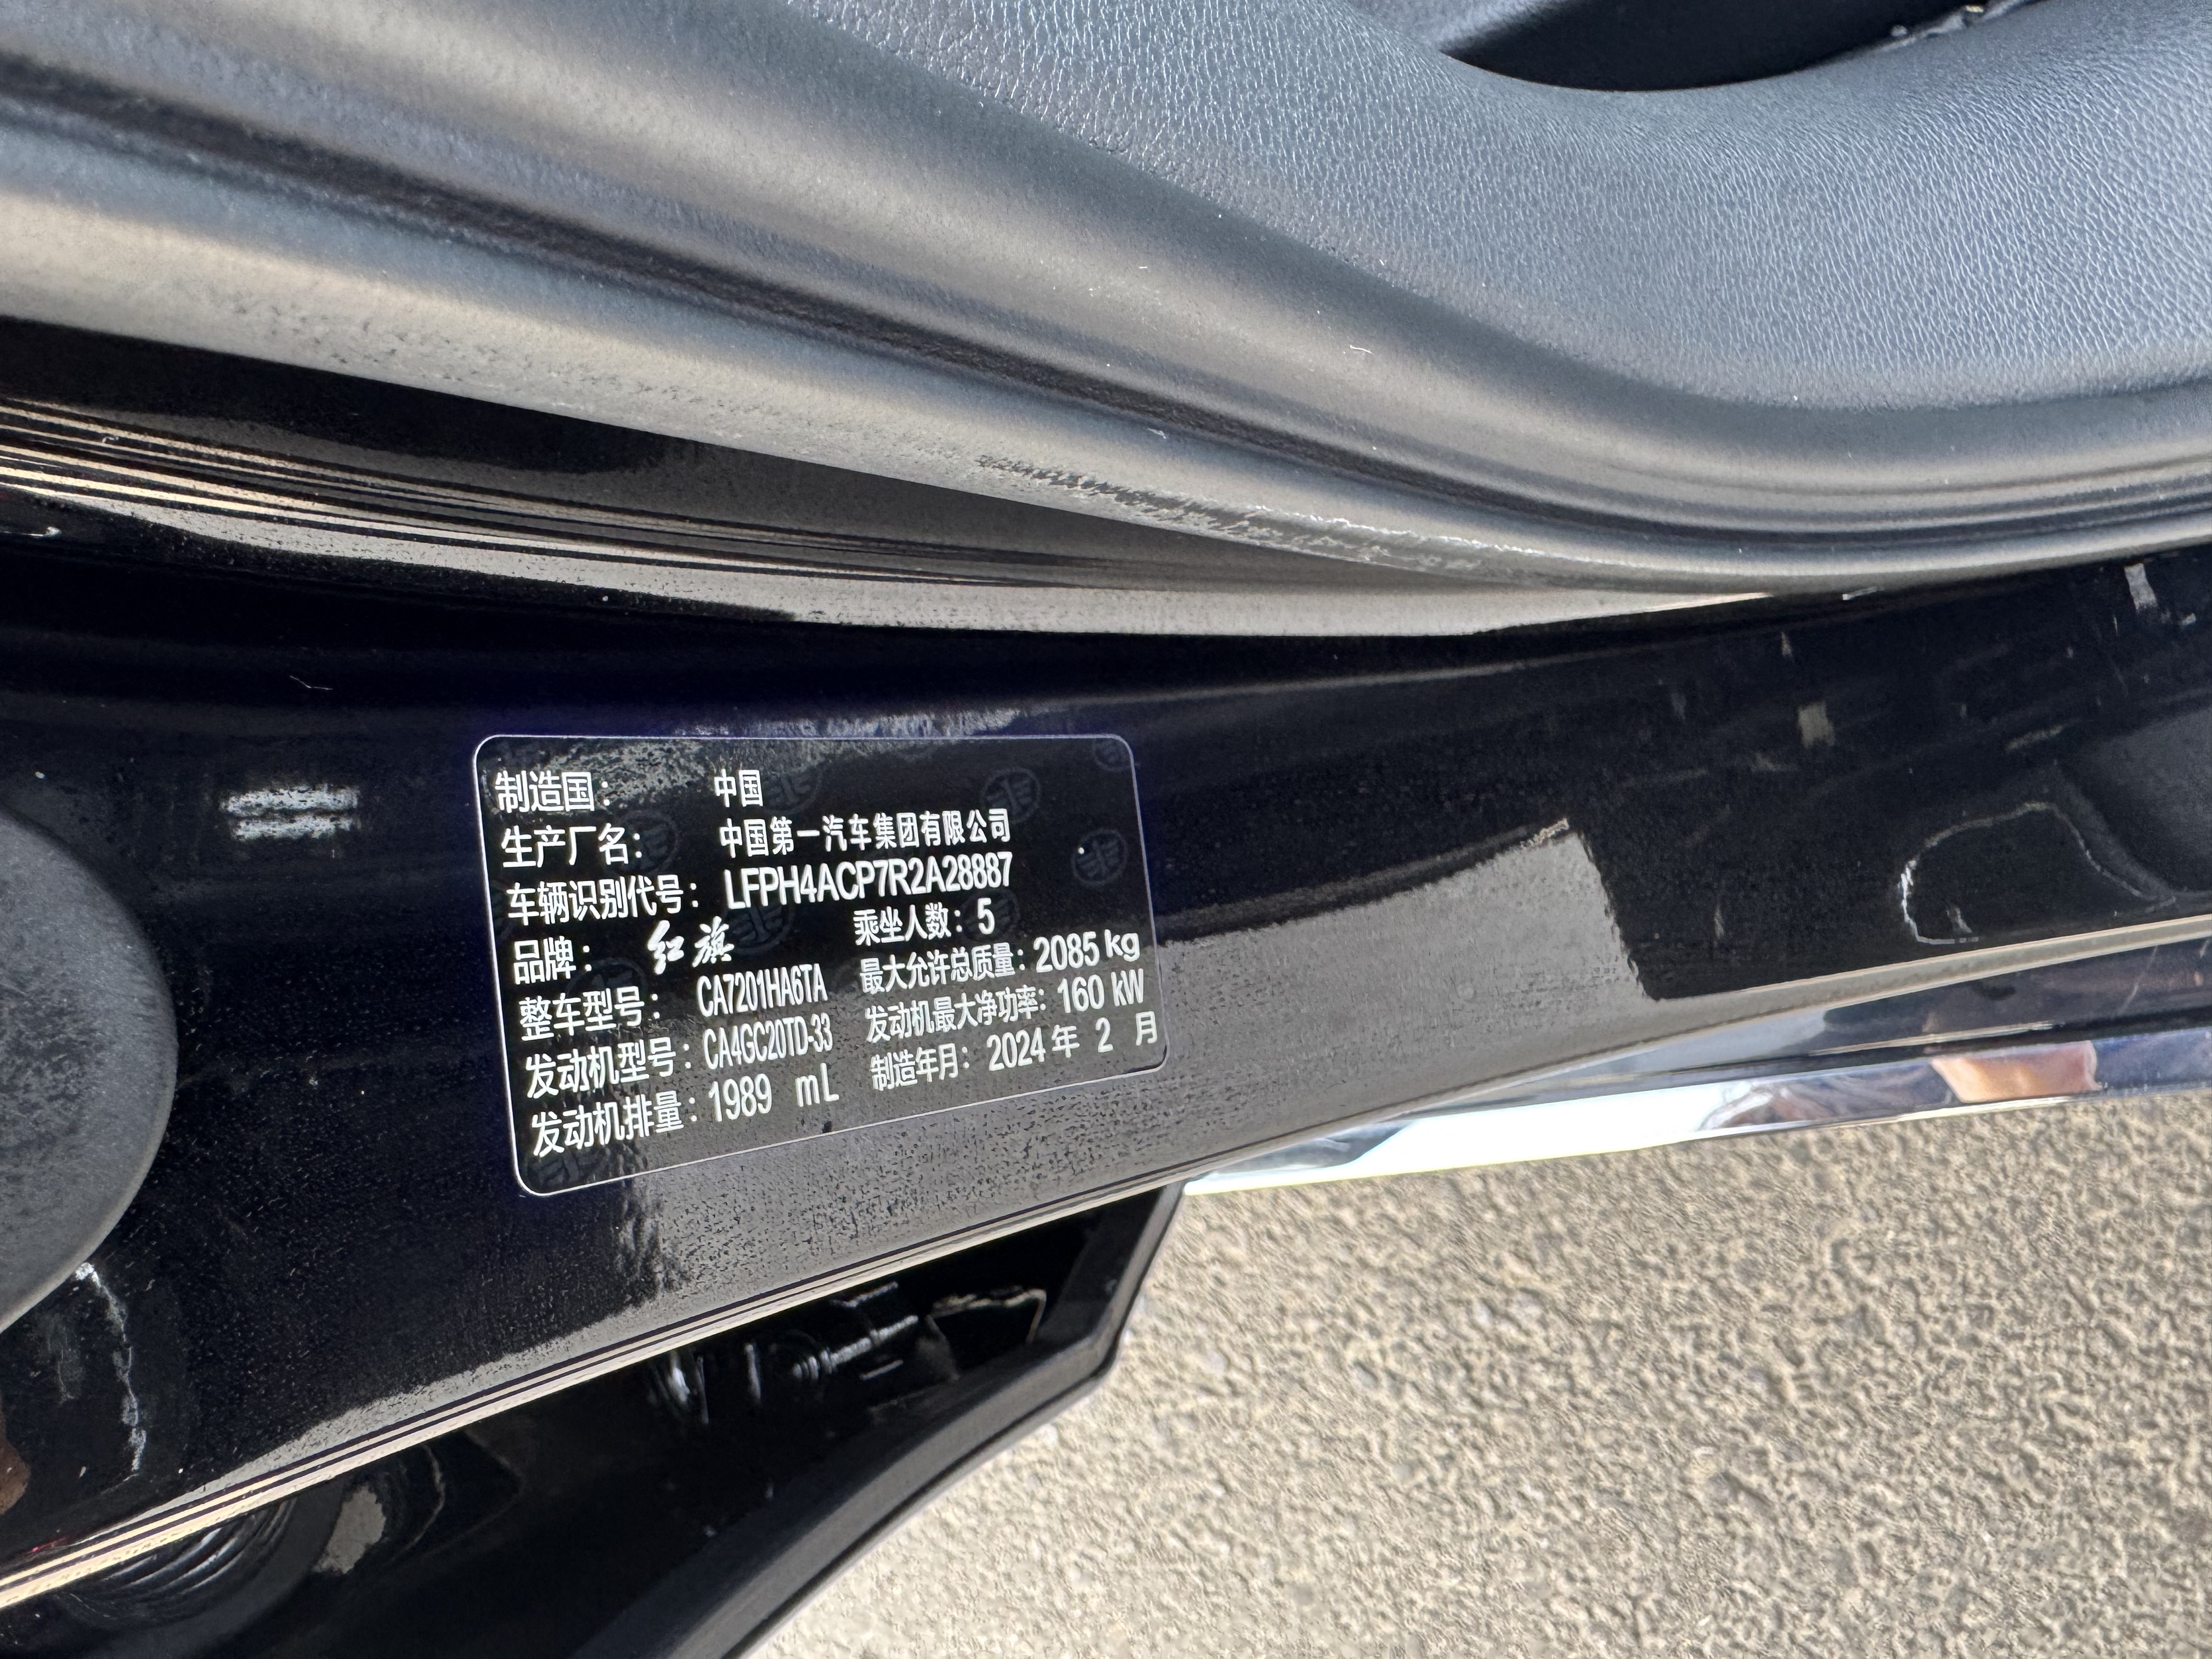 制造国： 中国
生产厂名： 中国第一汽车集团有限公司
车辆识别代号： LFPH4ACP7R2A28887
品牌： 红旗 乘坐人数：5
整车型号： CA7201HA6TA 最大允许总质量：2085 kg
发动机型号：CA4GC20TD-33 发动机最大净功率：160 kW
发动机排量：1989 mL 制造年月：2024 年 2 月